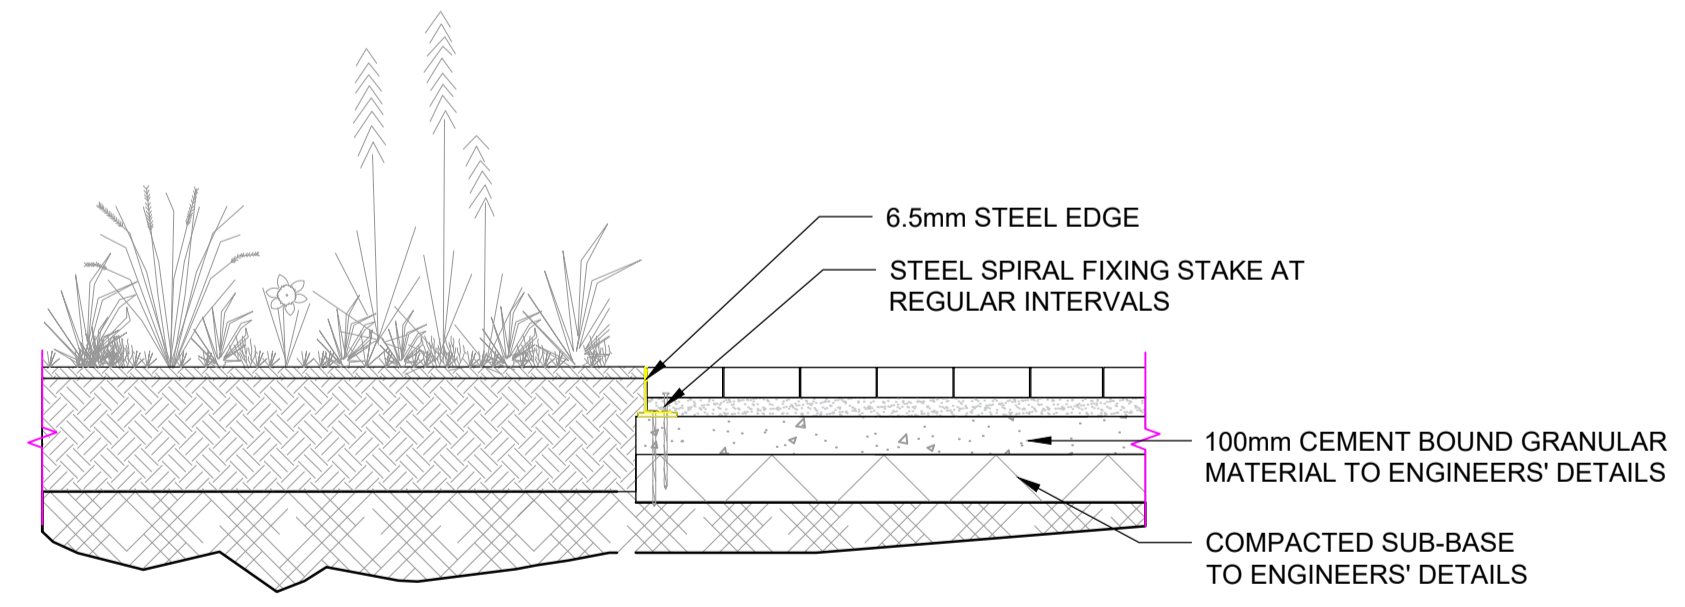 6.5mm STEEL EDGE
STEEL SPIRAL FIXING STAKE AT
REGULAR INTERVALS
100mm CEMENT BOUND GRANULAR
MATERIAL TO ENGINEERS' DETAILS
COMPACTED SUB-BASE
TO ENGINEERS' DETAILS